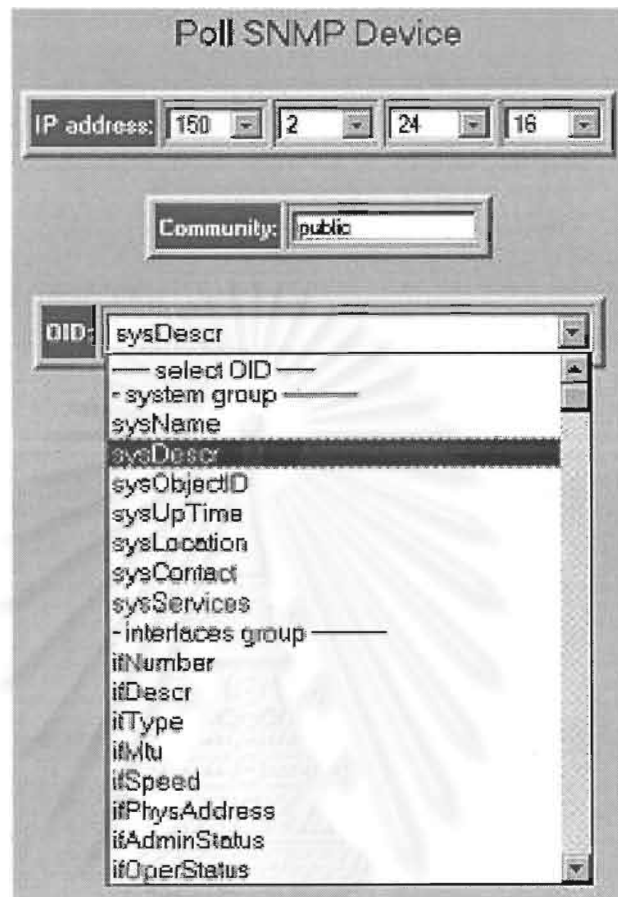 Poll SNMP Device
IP address: 150 2 24 16
Community: public
OID: sysDescr
---- select OID ----
- system group --------
sysName
sysDescr
sysObjectID
sysUpTime
sysLocation
sysContact
sysServices
- interfaces group --------
ifNumber
ifDescr
ifType
ifMtu
ifSpeed
ifPhysAddress
ifAdminStatus
ifOperStatus